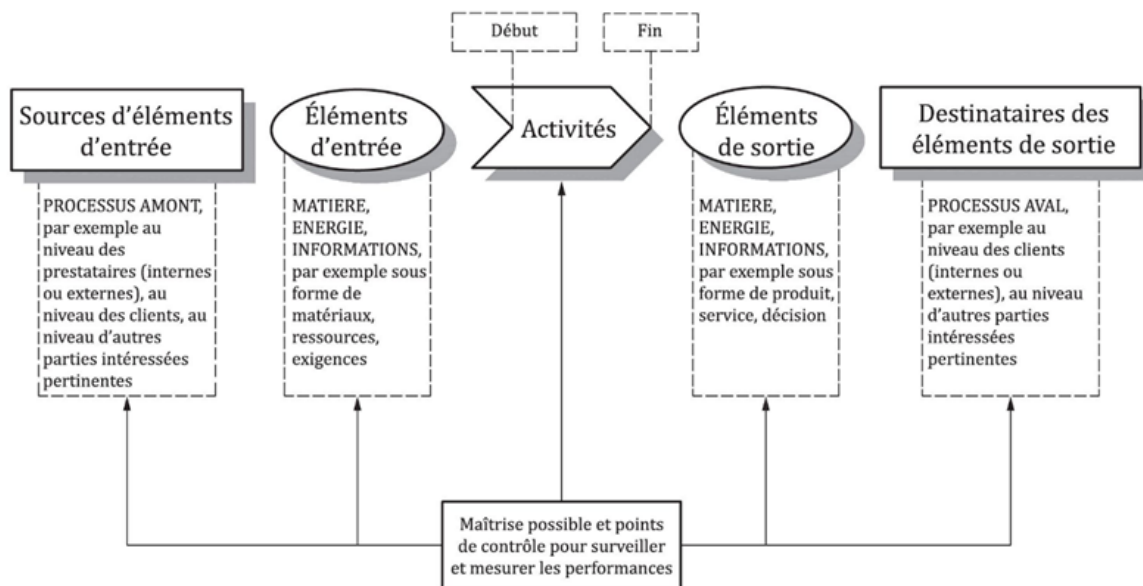 Début
Fin
Sources d'éléments
d'entrée
Éléments
d'entrée
Activités
Éléments
de sortie
Destinataires des
éléments de sortie
PROCESSUS AMONT,
par exemple au
niveau des
prestataires (internes
ou externes), au
niveau des clients, au
niveau d'autres
parties intéressées
pertinentes
MATIERE,
ENERGIE,
INFORMATIONS,
par exemple sous
forme de
matériaux,
ressources,
exigences
MATIERE,
ENERGIE,
INFORMATIONS,
par exemple sous
forme de produit,
service, décision
PROCESSUS AVAL,
par exemple au
niveau des clients
(internes ou
externes), au niveau
d'autres parties
intéressées
pertinentes
Maîtrise possible et points
de contrôle pour surveiller
et mesurer les performances